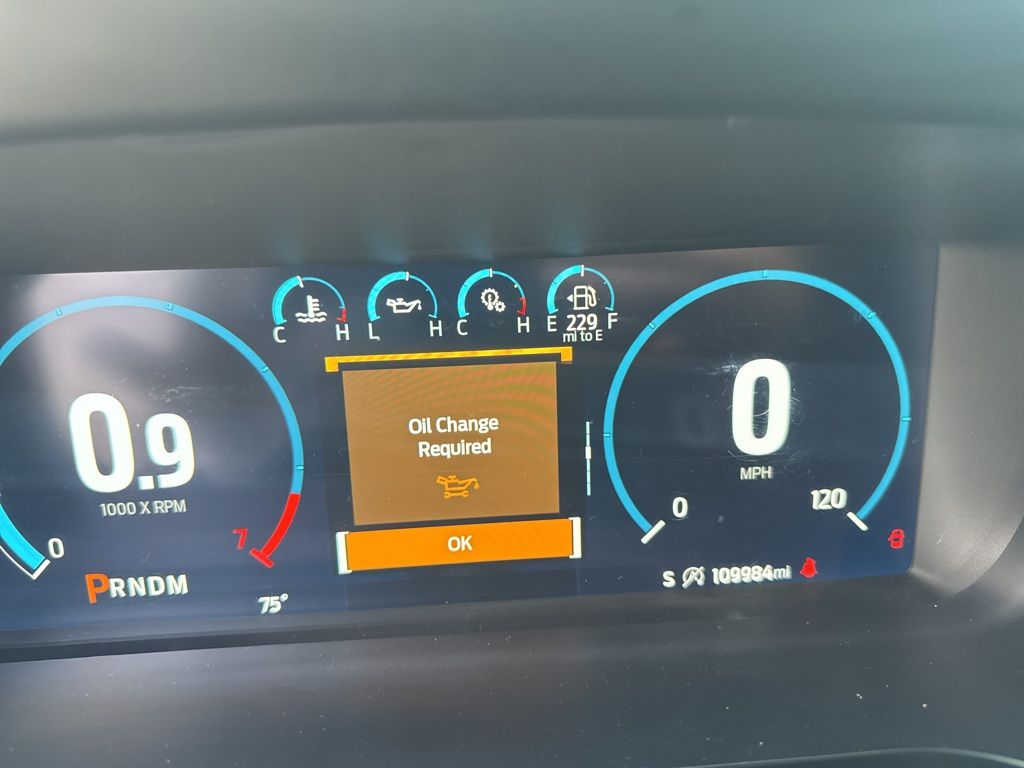 C H
L H
C H
E 229 F
mi to E
Oil Change
Required
OK
0.9
1000 X RPM
0
7
PRNDM
75°
0
MPH
0
120
S 109984mi